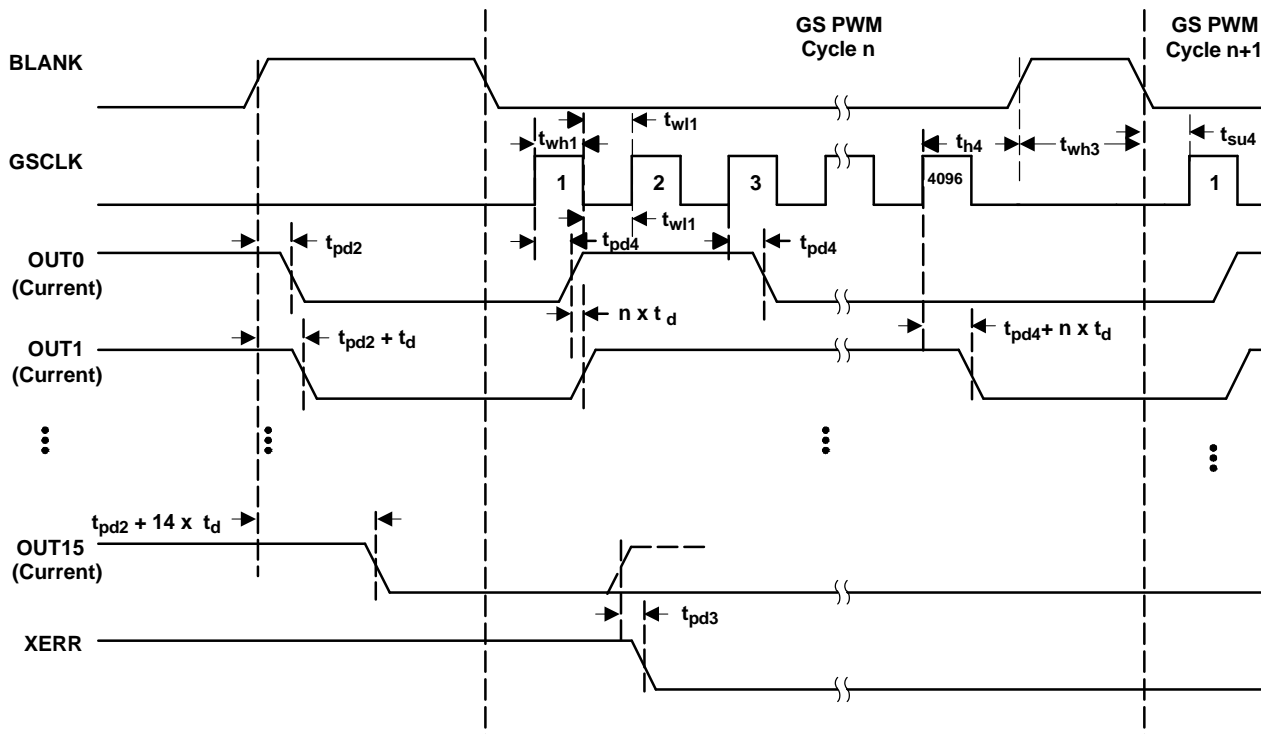 GS PWM
Cycle n
GS PWM
Cycle n+1
BLANK
t_wl1
t_wh1
t_h4
t_wh3
t_su4
GSCLK
1
2
3
4096
1
t_wl1
t_pd2
t_pd4
t_pd4
OUT0
(Current)
n x t_d
t_pd2 + t_d
t_pd4 + n x t_d
OUT1
(Current)
t_pd2 + 14 x t_d
OUT15
(Current)
t_pd3
XERR